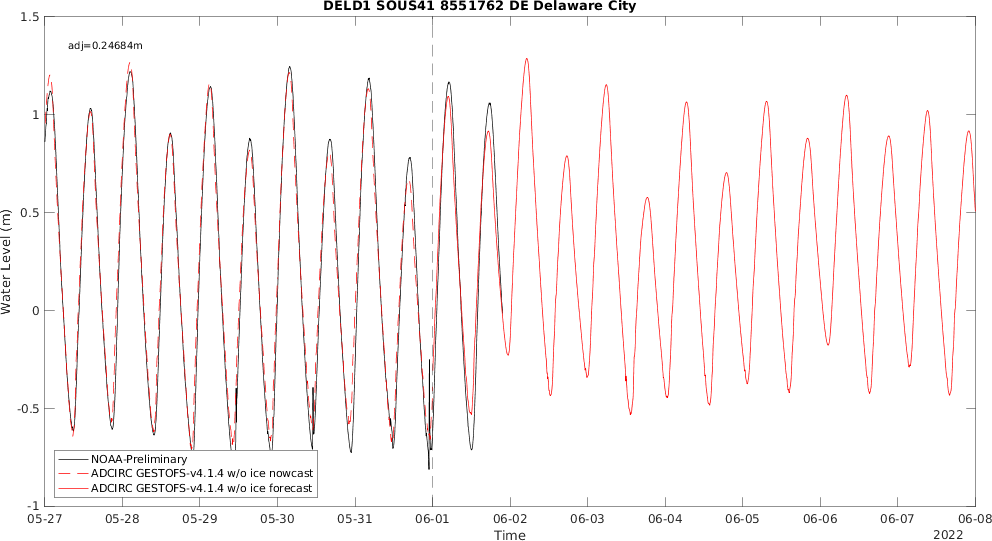 DELD1 SOUS41 8551762 DE Delaware City
1.5
1
0.5
0
-0.5
-1
Water Level (m)
adj=0.24684m
NOAA-Preliminary
ADCIRC GESTOFS-v4.1.4 w/o ice nowcast
ADCIRC GESTOFS-v4.1.4 w/o ice forecast
05-27 05-28 05-29 05-30 05-31 06-01 06-02 06-03 06-04 06-05 06-06 06-07 06-08
Time
2022